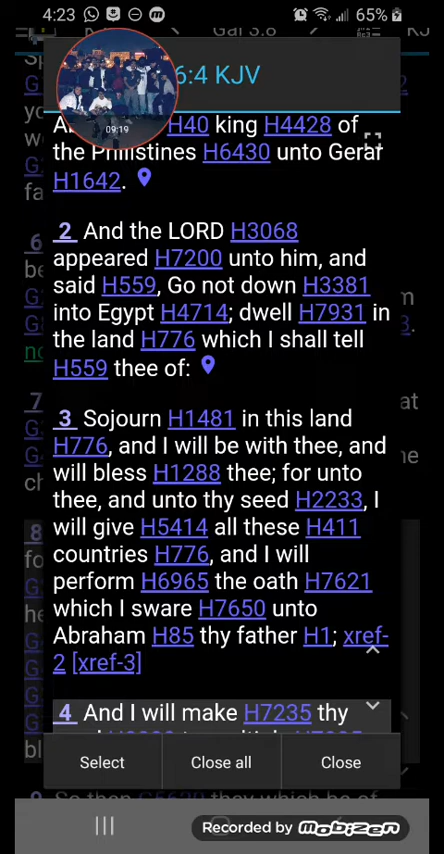 4:23 65%
Gal 3.8
6:4 KJV
09:19
H40 king H4428 of
the Philistines H6430 unto Gerar
H1642.
2 And the LORD H3068
appeared H7200 unto him, and
said H559, Go not down H3381
into Egypt H4714; dwell H7931 in
the land H776 which I shall tell
H559 thee of:
3 Sojourn H1481 in this land
H776, and I will be with thee, and
will bless H1288 thee; for unto
thee, and unto thy seed H2233, I
will give H5414 all these H411
countries H776, and I will
perform H6965 the oath H7621
which I sware H7650 unto
Abraham H85 thy father H1; xref-
2 [xref-3]
4 And I will make H7235 thy
Select Close all Close
Recorded by Mobizen